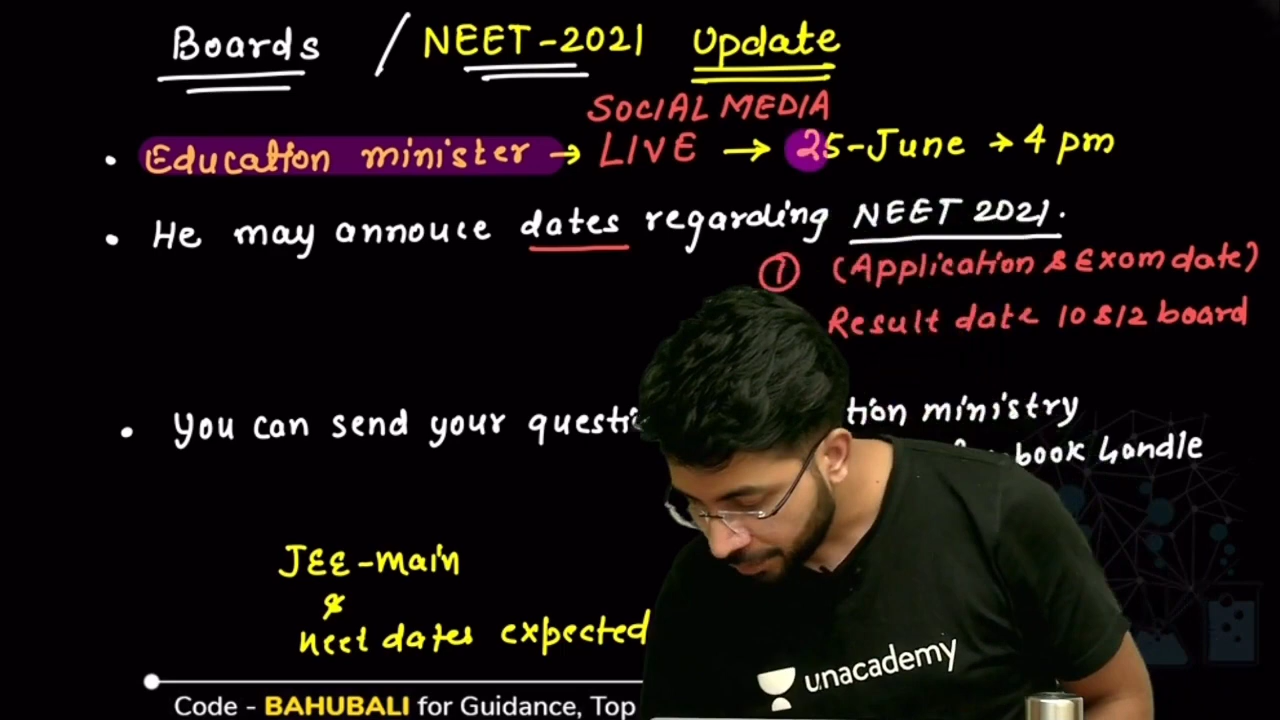 Boards / NEET-2021 Update
SOCIAL MEDIA
• Education minister → LIVE → 25-June → 4 pm
• He may annouce dates regarding NEET 2021.
① (Application & Exam date)
Result date 10 & 12 board
• You can send your questi tion ministry
book handle
JEE-main
&
neet dates expected
unacademy
Code - BAHUBALI for Guidance, Top